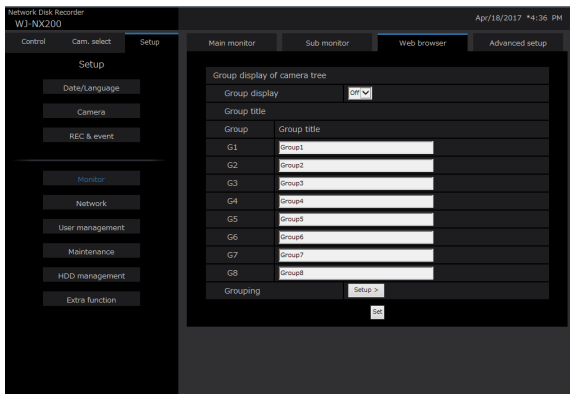 Network Disk Recorder
WJ-NX200
Apr/18/2017 *4:36 PM
Control Cam. select Setup
Main monitor Sub monitor Web browser Advanced setup
Setup
Date/Language
Camera
REC & event
Monitor
Network
User management
Maintenance
HDD management
Extra function
Group display of camera tree
Group display Off
Group title
Group Group title
G1 Group1
G2 Group2
G3 Group3
G4 Group4
G5 Group5
G6 Group6
G7 Group7
G8 Group8
Grouping Setup >
Set